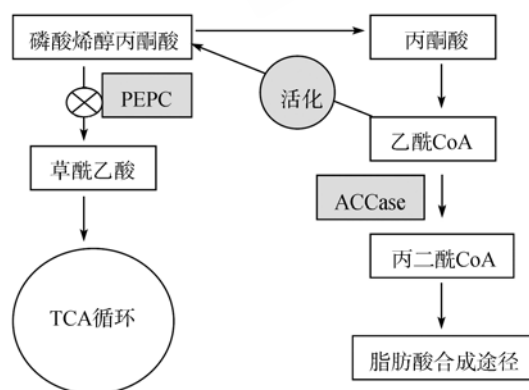 磷酸烯醇丙酮酸
丙酮酸
PEPC
活化
乙酰CoA
草酰乙酸
ACCase
丙二酰CoA
TCA循环
脂肪酸合成途径